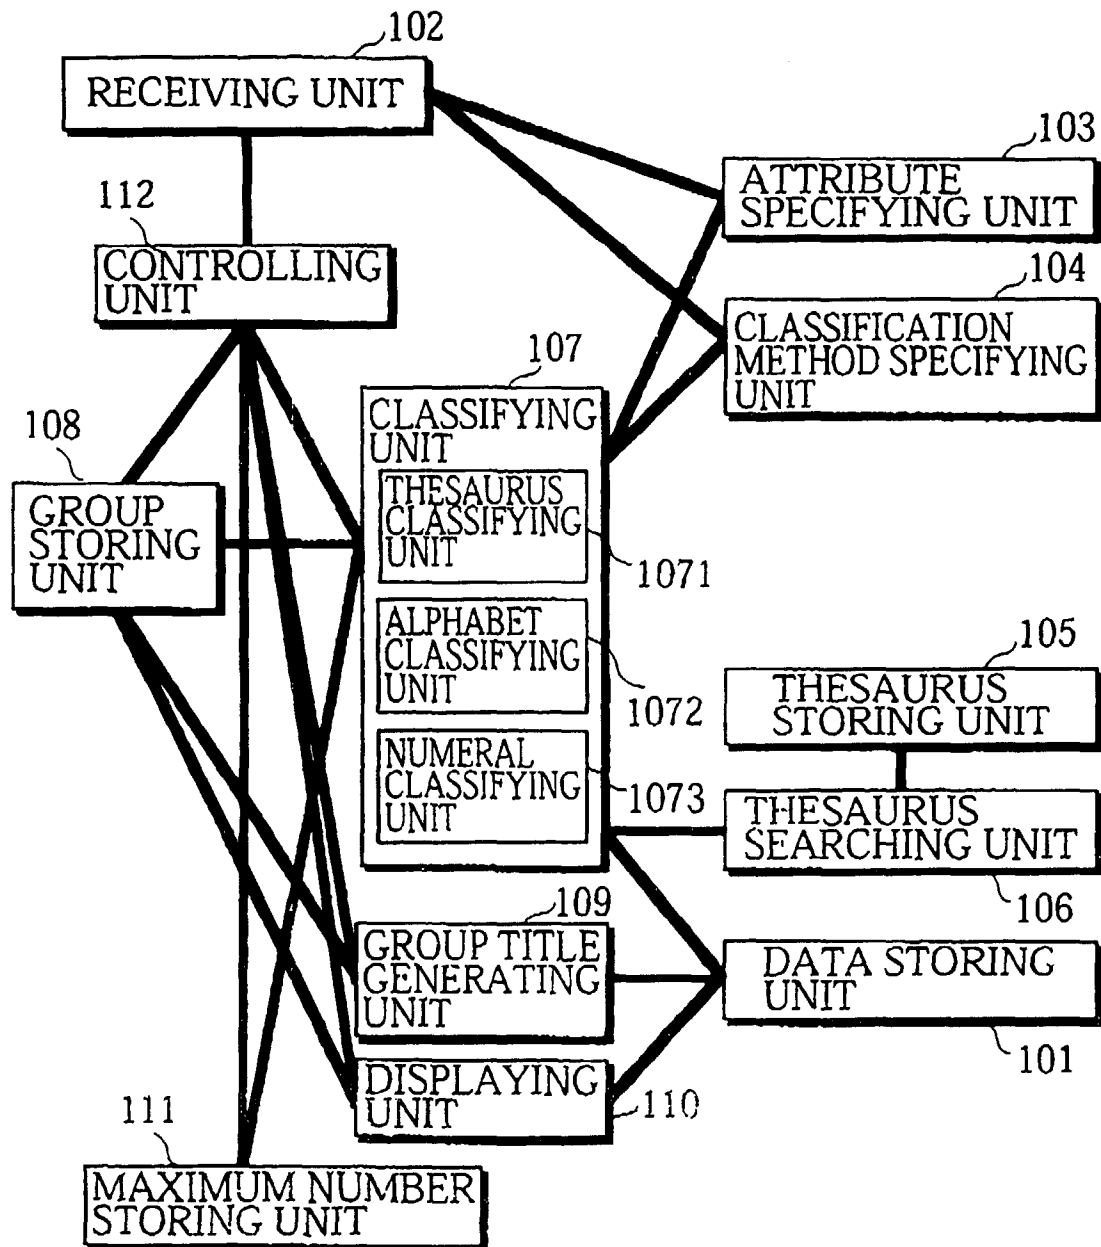 102
RECEIVING UNIT
103
ATTRIBUTE
SPECIFYING UNIT
112
CONTROLLING
UNIT
104
CLASSIFICATION
METHOD SPECIFYING
UNIT
107
CLASSIFYING
UNIT
108
GROUP
STORING
UNIT
THESAURUS
CLASSIFYING
UNIT
1071
ALPHABET
CLASSIFYING
UNIT
1072
105
THESAURUS
STORING UNIT
NUMERAL
CLASSIFYING
UNIT
1073
THESAURUS
SEARCHING UNIT
106
109
GROUP TITLE
GENERATING
UNIT
DATA STORING
UNIT
101
DISPLAYING
UNIT
110
111
MAXIMUM NUMBER
STORING UNIT